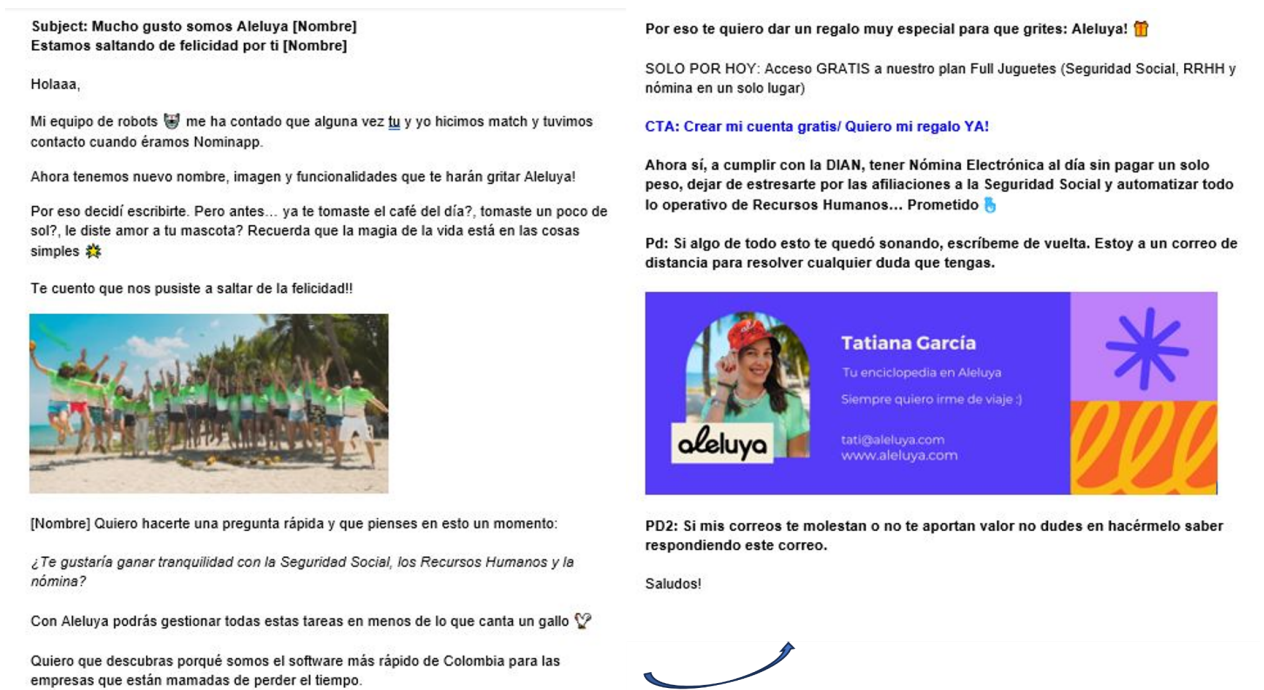 Subject: Mucho gusto somos Aleluya [Nombre]
Estamos saltando de felicidad por ti [Nombre]
Holaaa,
Mi equipo de robots me ha contado que alguna vez tu y yo hicimos match y tuvimos
contacto cuando éramos Nominapp.
Ahora tenemos nuevo nombre, imagen y funcionalidades que te harán gritar Aleluya!
Por eso decidí escribirte. Pero antes… ya te tomaste el café del día?, tomaste un poco de
sol?, le diste amor a tu mascota? Recuerda que la magia de la vida está en las cosas
simples
Te cuento que nos pusiste a saltar de la felicidad!!
[Nombre] Quiero hacerte una pregunta rápida y que pienses en esto un momento:
¿Te gustaría ganar tranquilidad con la Seguridad Social, los Recursos Humanos y la
nómina?
Con Aleluya podrás gestionar todas estas tareas en menos de lo que canta un gallo
Quiero que descubras porqué somos el software más rápido de Colombia para las
empresas que están mamadas de perder el tiempo.
Por eso te quiero dar un regalo muy especial para que grites: Aleluya!
SOLO POR HOY: Acceso GRATIS a nuestro plan Full Juguetes (Seguridad Social, RRHH y
nómina en un solo lugar)
CTA: Crear mi cuenta gratis/ Quiero mi regalo YA!
Ahora sí, a cumplir con la DIAN, tener Nómina Electrónica al día sin pagar un solo
peso, dejar de estresarte por las afiliaciones a la Seguridad Social y automatizar todo
lo operativo de Recursos Humanos… Prometido
Pd: Si algo de todo esto te quedó sonando, escríbeme de vuelta. Estoy a un correo de
distancia para resolver cualquier duda que tengas.
Tatiana García
Tu enciclopedia en Aleluya
Siempre quiero irme de viaje :)
aleluya
tati@aleluya.com
www.aleluya.com
PD2: Si mis correos te molestan o no te aportan valor no dudes en hacérmelo saber
respondiendo este correo.
Saludos!